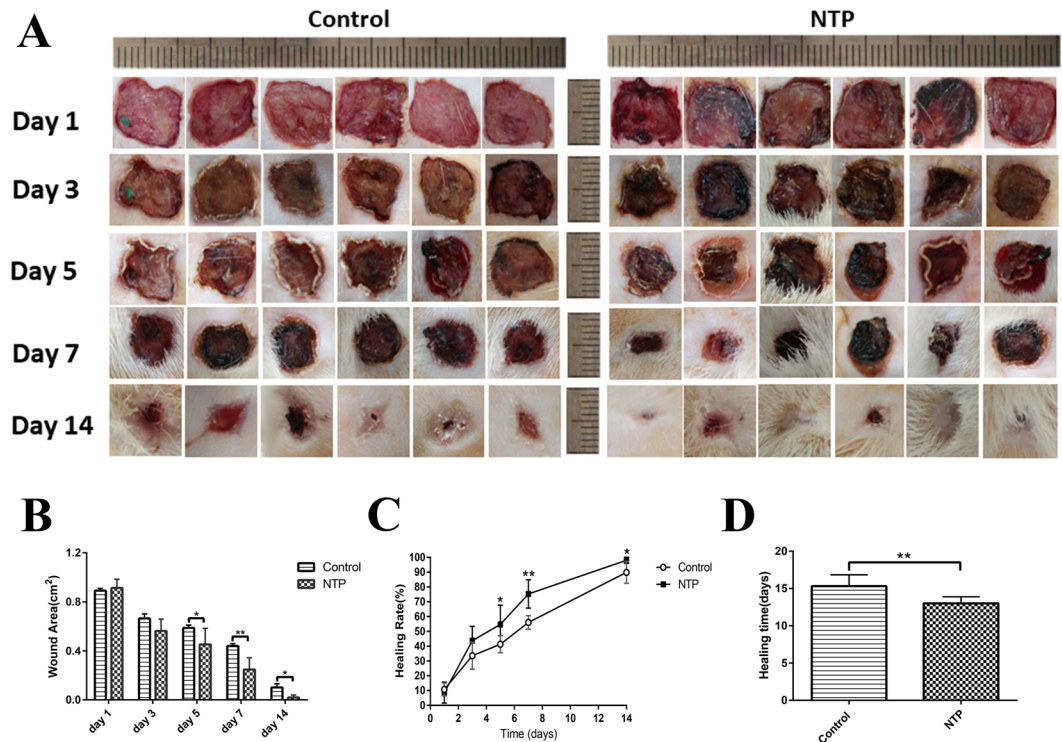 A
Control
NTP
Day 1
Day 3
Day 5
Day 7
Day 14
B
Wound Area(cm²)
1.2
0.8
0.4
0.0
Control
NTP
*
**
*
day 1
day 3
day 5
day 7
day 14
C
Healing Rate(%)
100
90
80
70
60
50
40
30
20
10
0
Control
NTP
*
**
*
0
2
4
6
8
10
12
14
Time (days)
D
Healing time(days)
20
15
10
5
0
**
Control
NTP